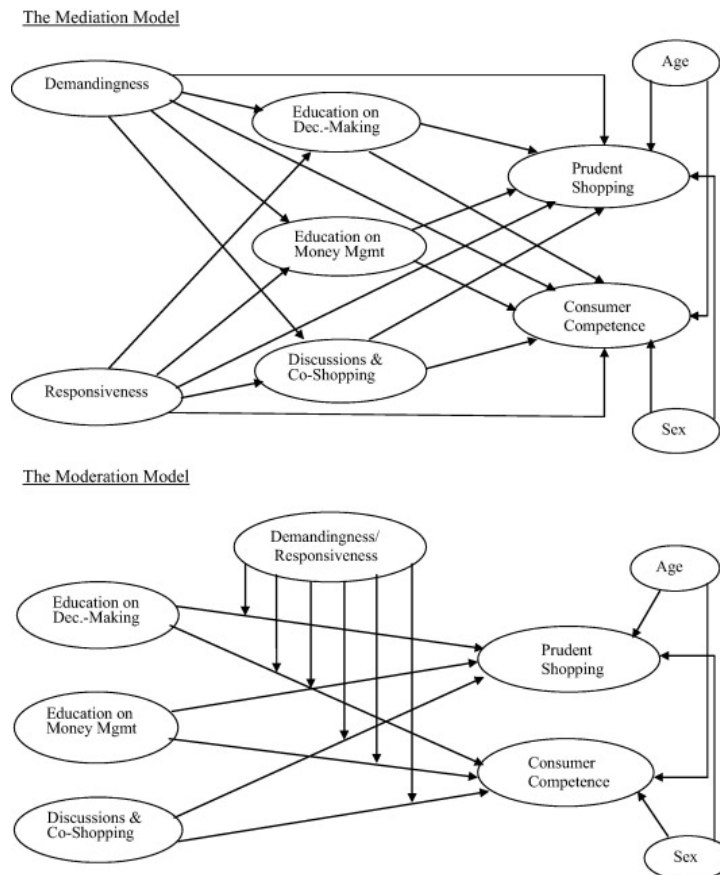 The Mediation Model
Demandingness
Age
Education on
Dec.-Making
Prudent
Shopping
Education on
Money Mgmt
Consumer
Competence
Discussions &
Co-Shopping
Responsiveness
Sex
The Moderation Model
Demandingness/
Responsiveness
Age
Education on
Dec.-Making
Prudent
Shopping
Education on
Money Mgmt
Consumer
Competence
Discussions &
Co-Shopping
Sex